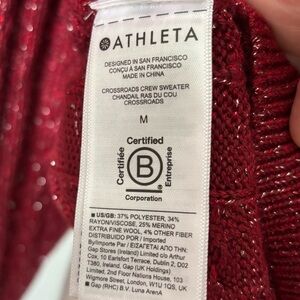 ATHLETA
DESIGNED IN SAN FRANCISCO
CONÇU À SAN FRANCISCO
MADE IN CHINA
CROSSROADS CREW SWEATER
CHANDAIL RAS DU COU
CROSSROADS
M
Certified
Certifiée
B
Entreprise
Corporation
■ US/GB: 37% POLYESTER, 34%
RAYON/VISCOSE, 25% MERINO
EXTRA FINE WOOL, 4% OTHER FIBER
DISTRIBUIDO POR / Imported
By/Importe Par / ΕΙΣΑΓΕΤΑΙ ΑΠΟ ΤΗΝ:
Gap Stores (Ireland) Limited c/o Arthur
Cox, 10 Earlsfort Terrace, Dublin 2, D02
T380, Ireland, Gap (UK Holdings)
Limited, 2nd Floor Nations House, 103
Wigmore Street, London, W1U 1QS
■ Gap (RHC) B.V. Luna ArenA